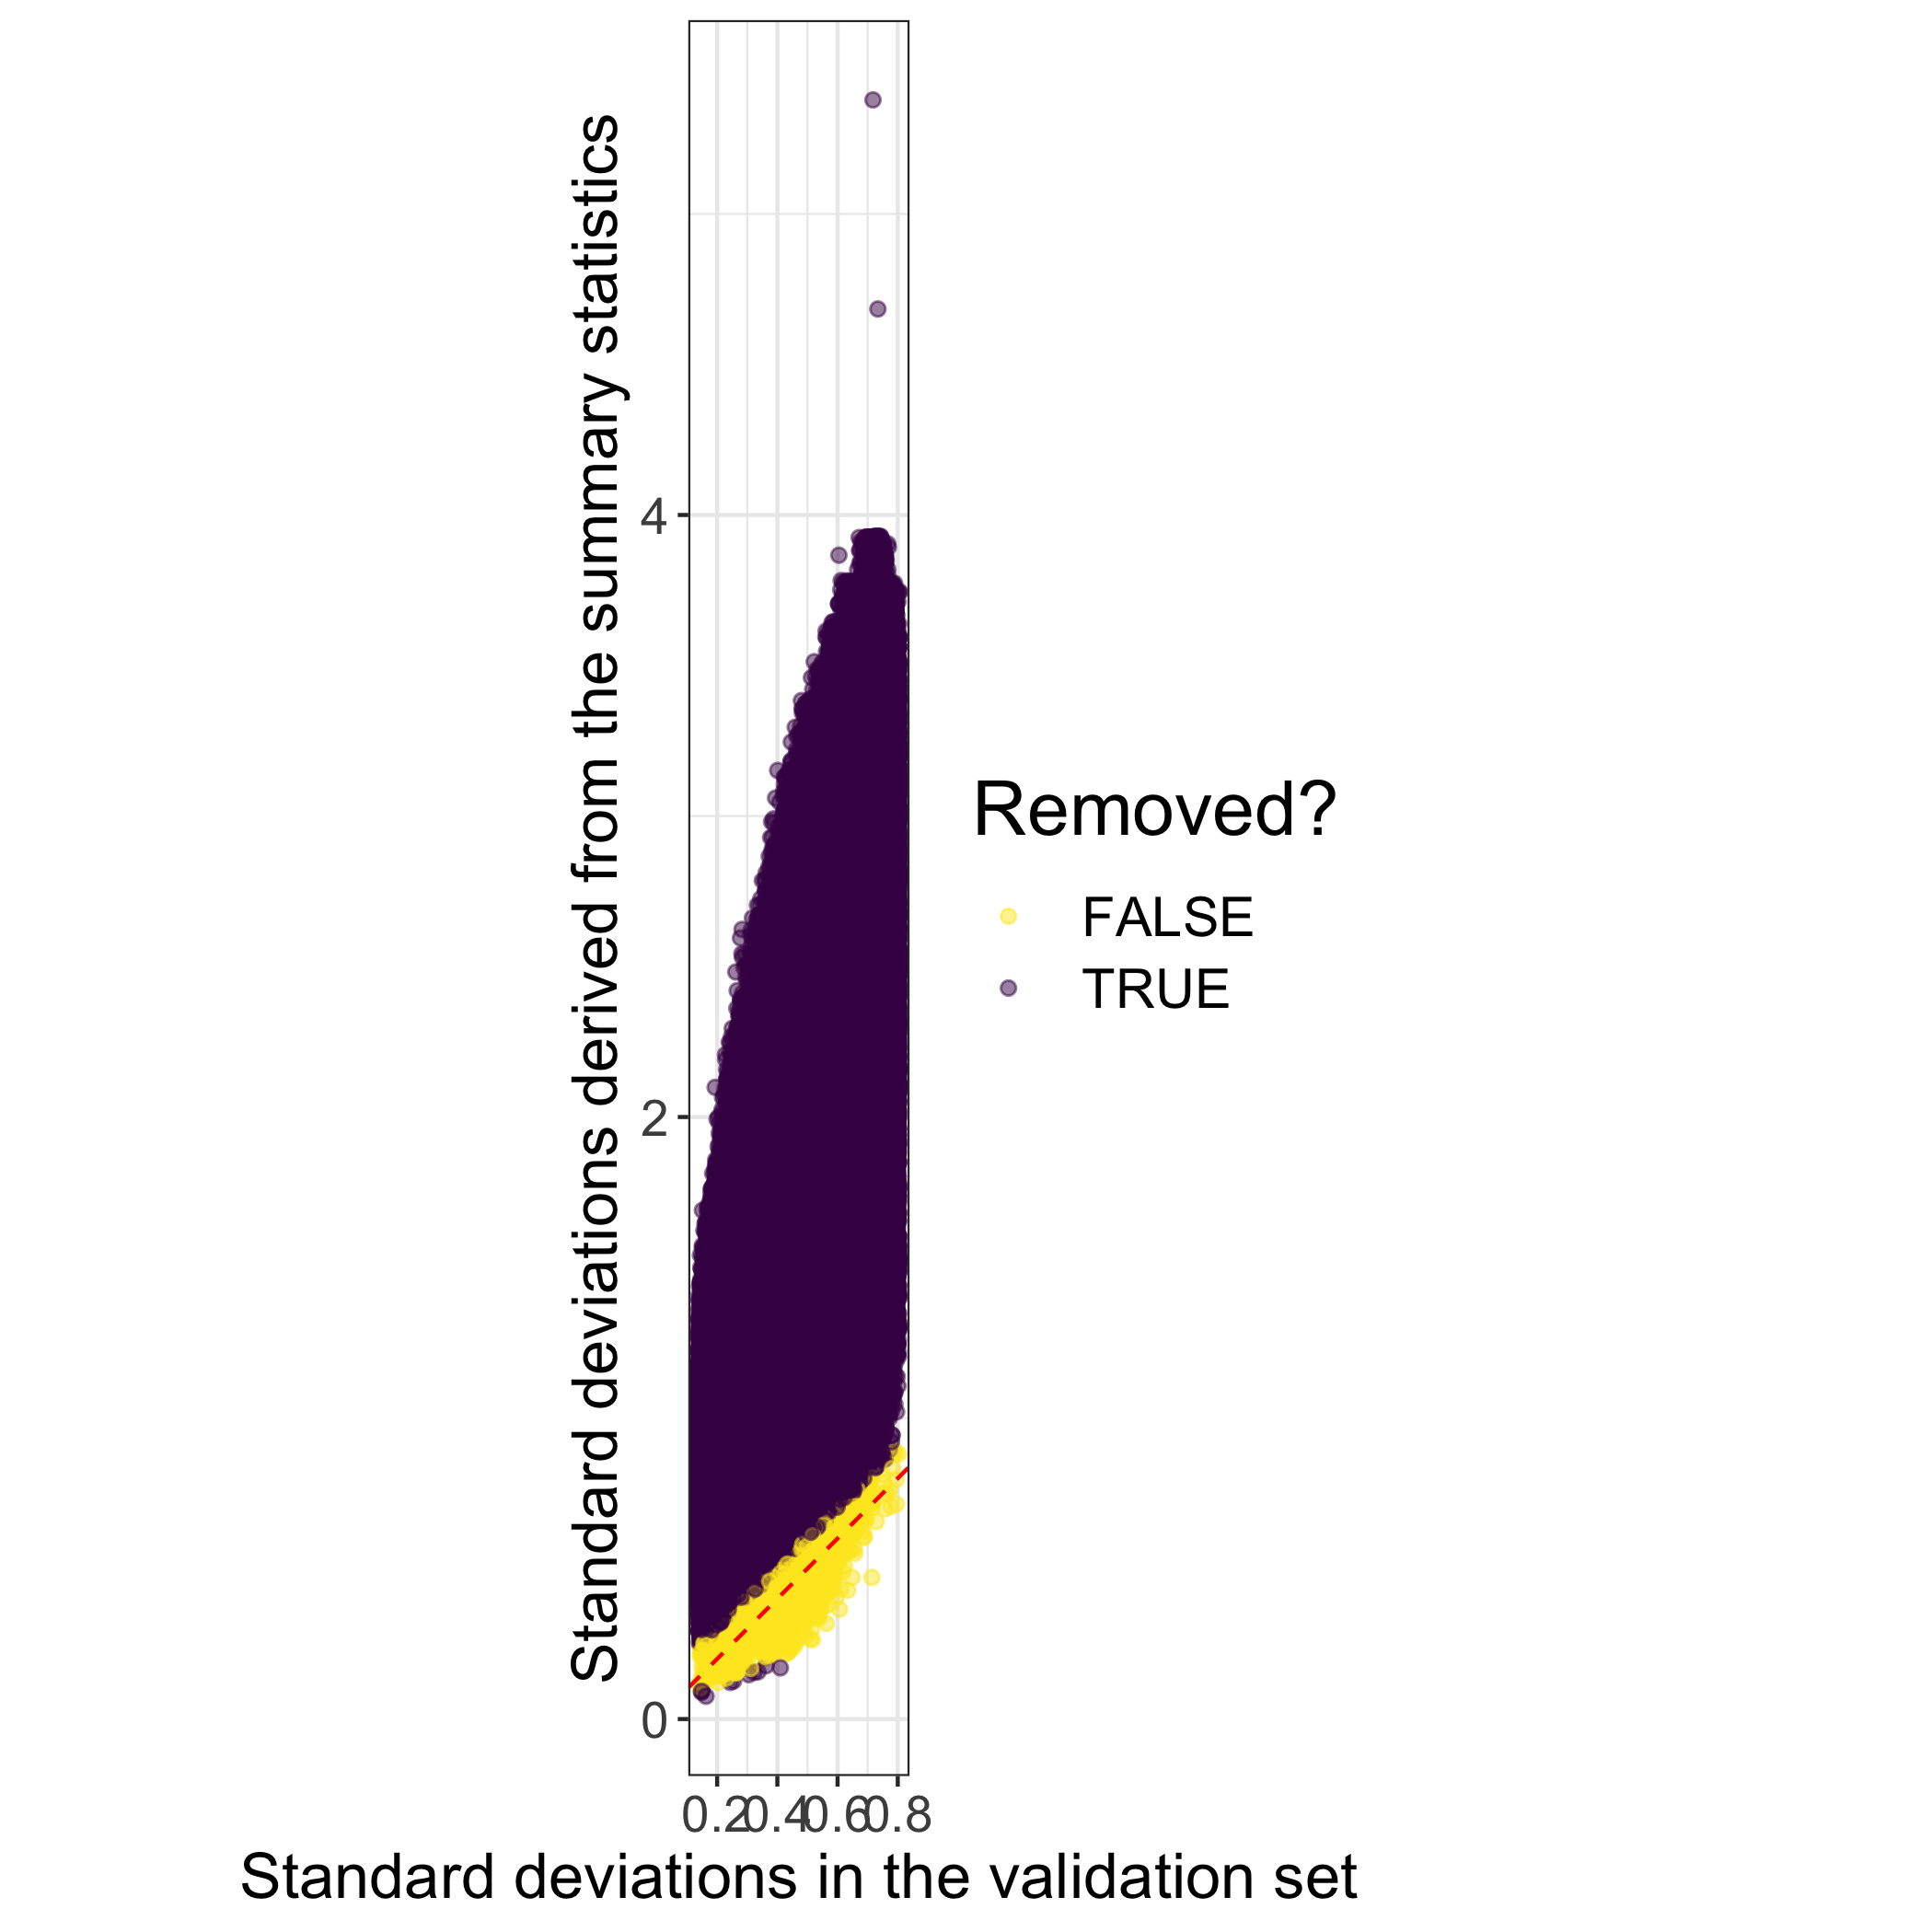 Standard deviations derived from the summary statistics
4
2
0
0.2 0.4 0.6 0.8
Standard deviations in the validation set
Removed?
FALSE
TRUE